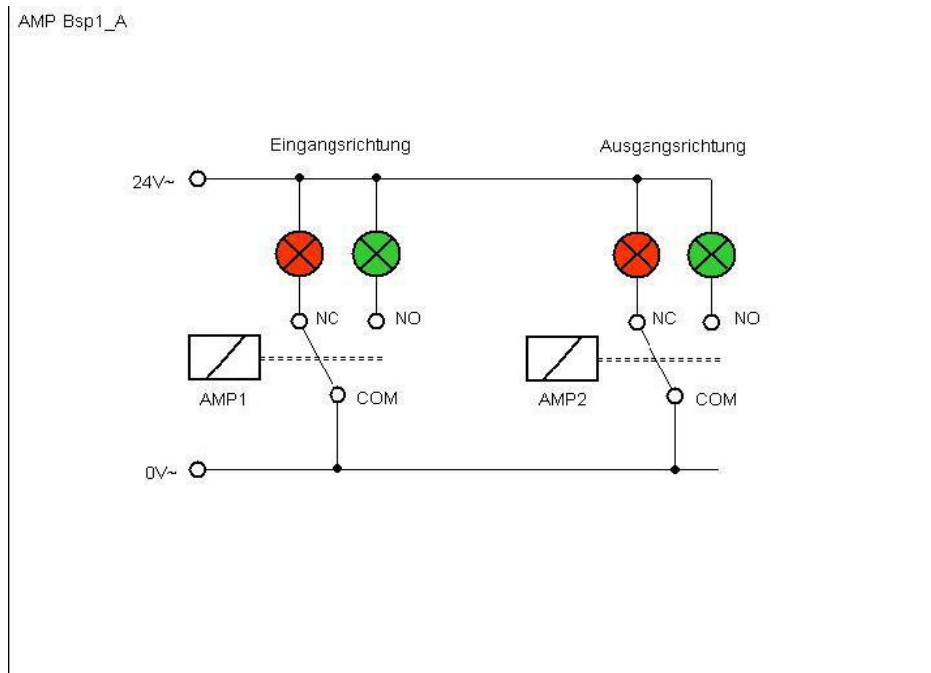 AMP Bsp1_A
Eingangsrichtung
Ausgangsrichtung
24V~
NC
NO
NC
NO
AMP1
COM
AMP2
COM
0V~